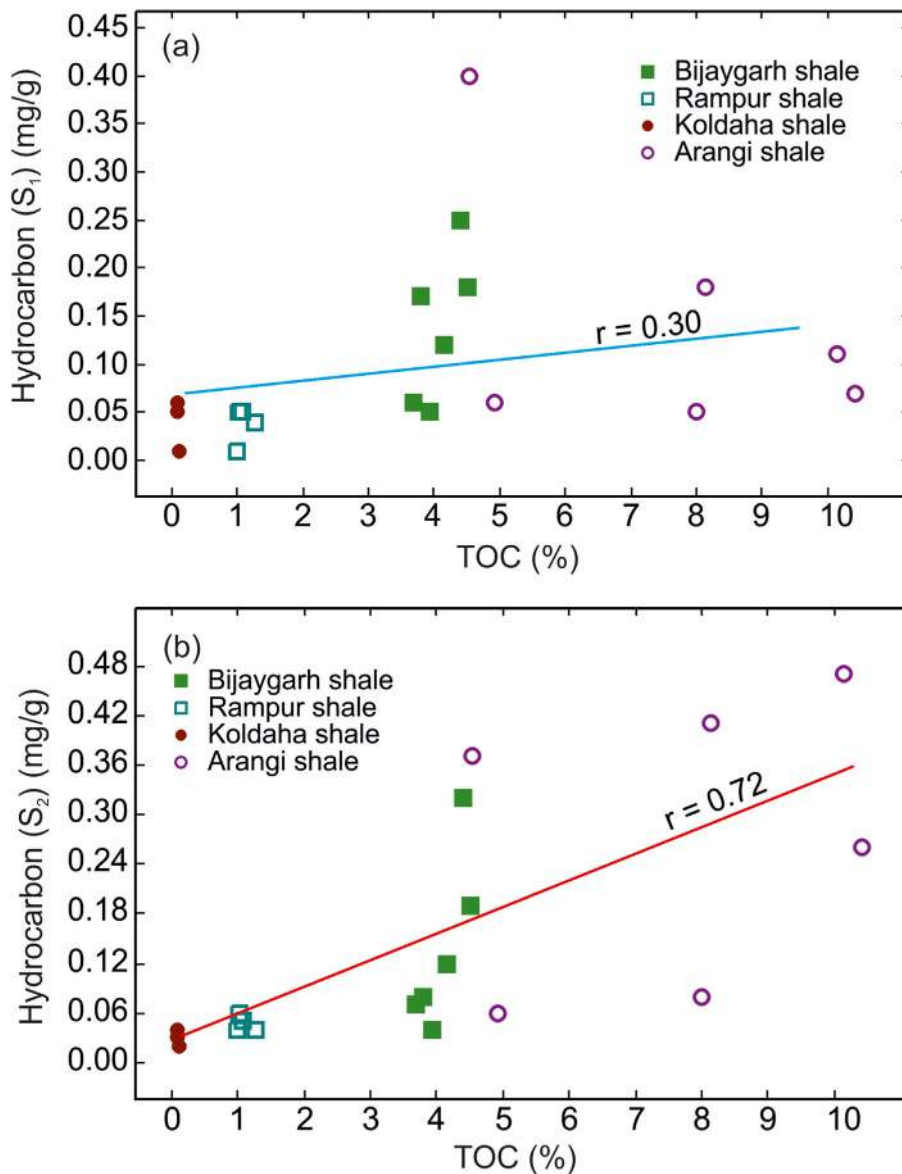 (a)
Bijaygarh shale
Rampur shale
Koldaha shale
Arangi shale
0.45
0.40
0.35
0.30
0.25
0.20
0.15
0.10
0.05
0.00
Hydrocarbon (S₁) (mg/g)
r = 0.30
0 1 2 3 4 5 6 7 8 9 10
TOC (%)
(b)
Bijaygarh shale
Rampur shale
Koldaha shale
Arangi shale
0.48
0.42
0.36
0.30
0.24
0.18
0.12
0.06
0.00
Hydrocarbon (S₂) (mg/g)
r = 0.72
0 1 2 3 4 5 6 7 8 9 10
TOC (%)